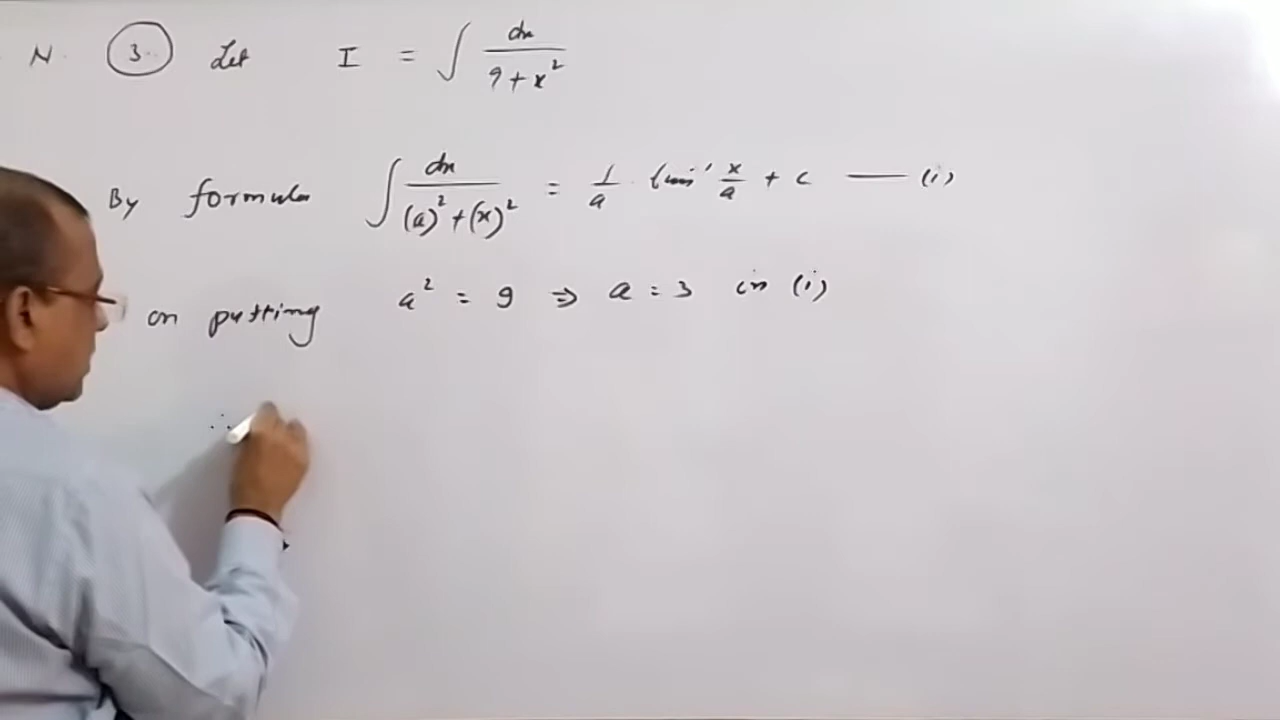 N. 3. Let I = ∫ dx / (9 + x²)
By formula ∫ dx / ((a)² + (x)²) = 1/a · tan⁻¹ x/a + c —— (i)
on putting a² = 9 ⇒ a = 3 in (i)
∴